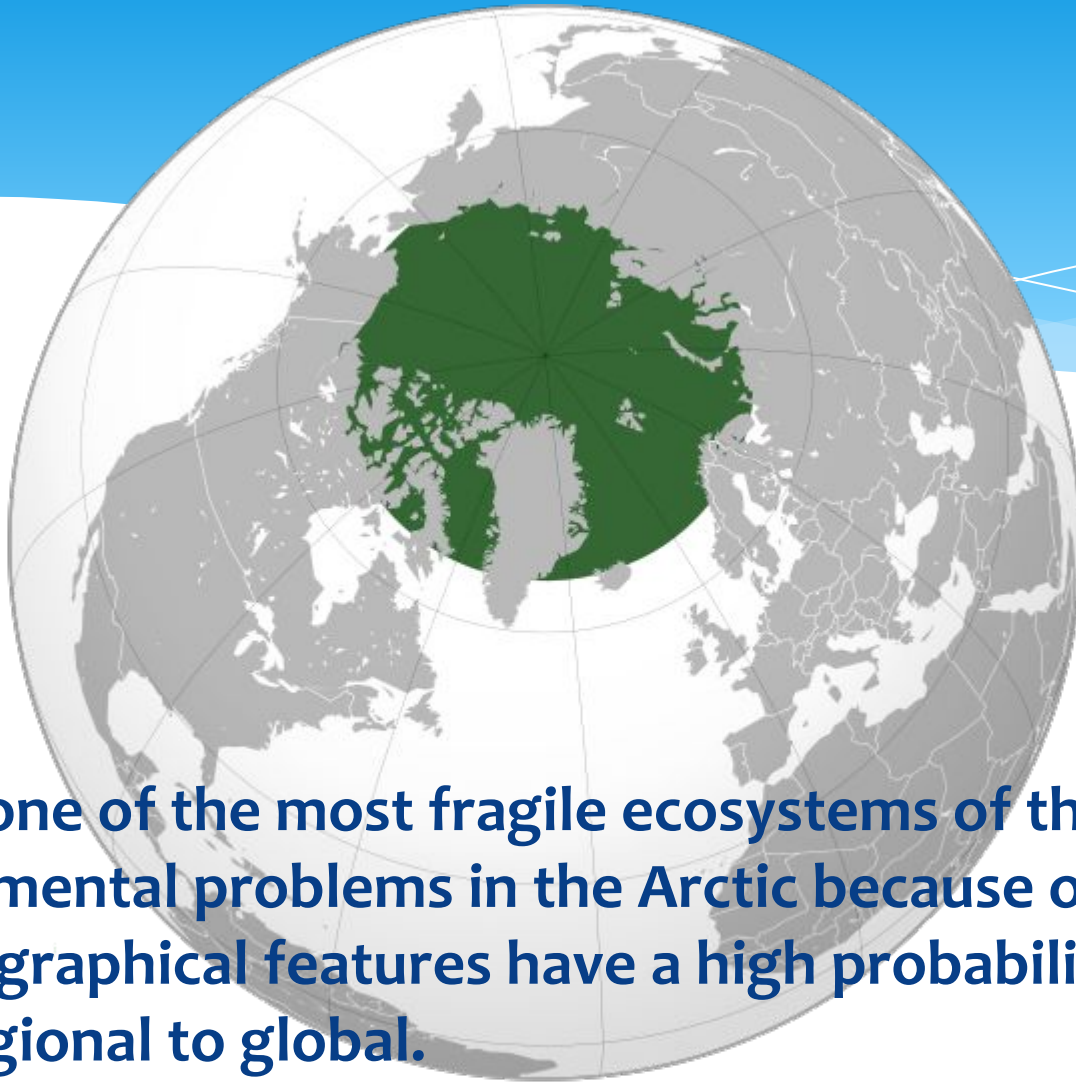 one of the most fragile ecosystems of th
mental problems in the Arctic because o
graphical features have a high probabili
gional to global.